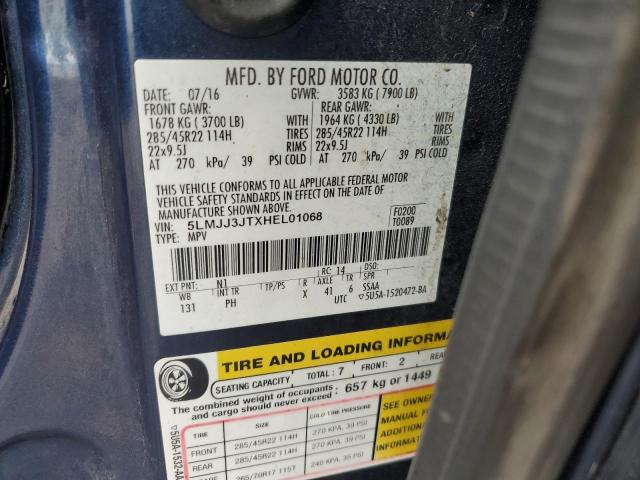 MFD. BY FORD MOTOR CO.
DATE: 07/16 GVWR: 3583 KG ( 7900 LB)
FRONT GAWR: REAR GAWR:
1678 KG ( 3700 LB) WITH 1964 KG ( 4330 LB) WITH
285/45R22 114H TIRES 285/45R22 114H TIRES
22x9.5J RIMS 22x9.5J RIMS
AT 270 kPa/ 39 PSI COLD AT 270 kPa/ 39 PSI COLD
THIS VEHICLE CONFORMS TO ALL APPLICABLE FEDERAL MOTOR
VEHICLE SAFETY STANDARDS IN EFFECT ON THE DATE OF
MANUFACTURE SHOWN ABOVE.
VIN: 5LMJJ3JTXHEL01068 F0200
TYPE: MPV T0089
EXT PNT: N1 RC: 14 DSO:
WB INT TR TP/PS R AXLE TR SPR
131 PH X 41 6 SSAA
UTC 5U5A-1520472-BA
TIRE AND LOADING INFORMA
SEATING CAPACITY TOTAL: 7 FRONT: 2 REA
The combined weight of occupants
and cargo should never exceed: 657 kg or 1449
TIRE SIZE COLD TIRE PRESSURE SEE OWNER
FRONT 285/45R22 114H 270 KPA, 39 PSI MANUAL FO
REAR 285/45R22 114H 270 KPA, 39 PSI ADDITIONA
265/70R17 115T 240 KPA, 35 PSI INFORMATI
5U5A-1532-AA